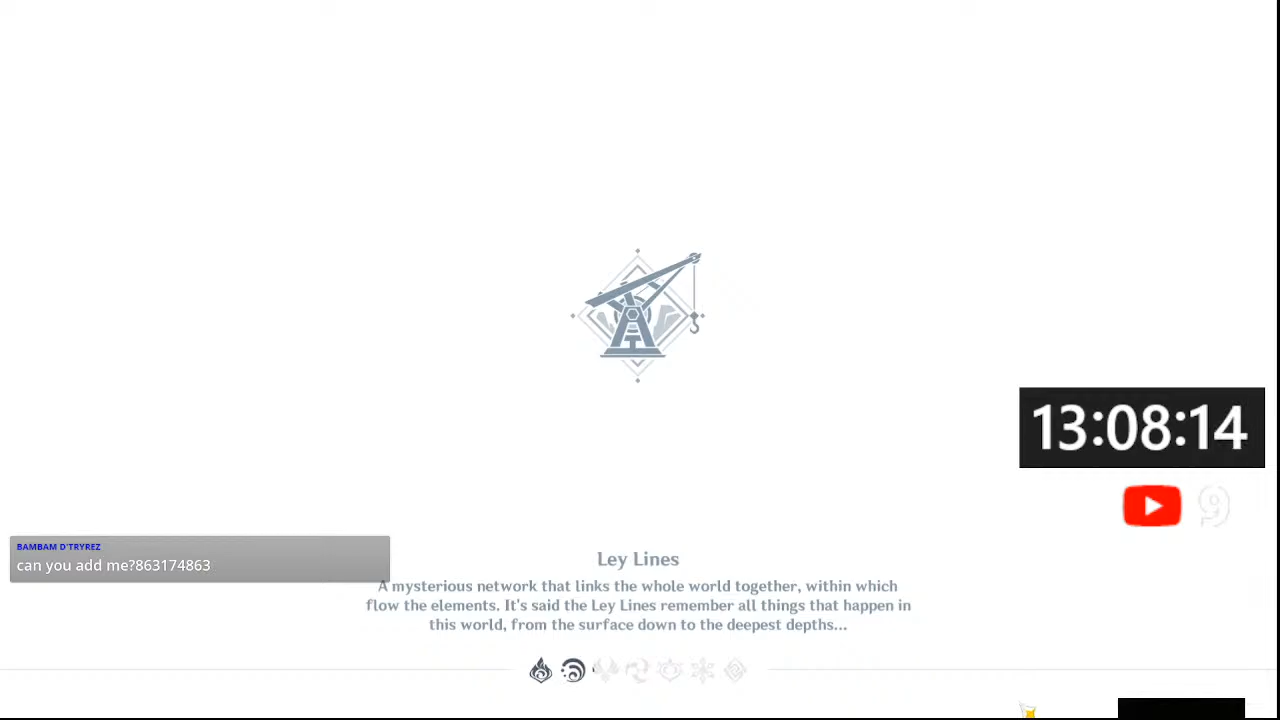 13:08:14
9
BAMBAM D'TRYREZ
can you add me?863174863
Ley Lines
A mysterious network that links the whole world together, within which
flow the elements. It's said the Ley Lines remember all things that happen in
this world, from the surface down to the deepest depths...